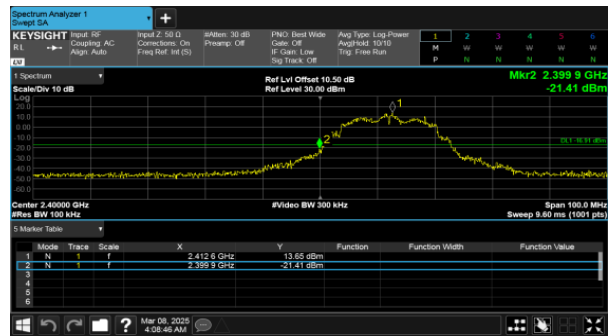 Spectrum Analyzer 1
Swept SA
+
KEYSIGHT Input: RF Input Z: 50 Ω #Atten: 30 dB PNO: Best Wide Avg Type: Log-Power 1 2 3 4 5 6
RL Coupling: AC Corrections: On Preamp: Off Gate: Off Avg|Hold: 10/10 M W W W W W
Align: Auto Freq Ref: Int (S) IF Gain: Low Trig: Free Run P N N N N N
LXI Sig Track: Off
1 Spectrum Ref Lvl Offset 10.50 dB Mkr2 2.399 9 GHz
Scale/Div 10 dB Ref Level 30.00 dBm -21.41 dBm
Log
20.0
10.0
0.00
-10.0
-20.0
-30.0
-40.0
-50.0
-60.0
1
2
DL1 -16.91 dBm
Center 2.40000 GHz #Video BW 300 kHz Span 100.0 MHz
#Res BW 100 kHz Sweep 9.60 ms (1001 pts)
5 Marker Table
Mode Trace Scale X Y Function Function Width Function Value
1 N 1 f 2.412 6 GHz 13.65 dBm
2 N 1 f 2.399 9 GHz -21.41 dBm
3
4
5
6
? Mar 08, 2025
4:08:46 AM